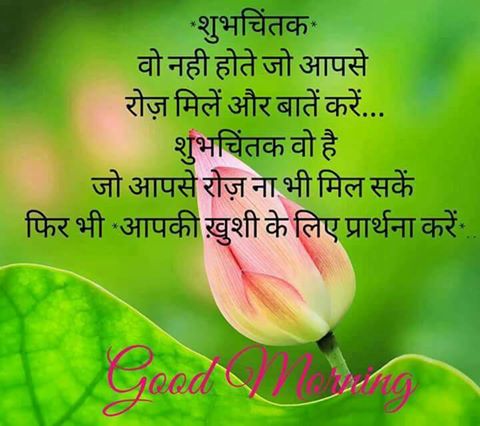 *शुभचिंतक*
वो नही होते जो आपसे
रोज़ मिलें और बातें करें...
शुभचिंतक वो है
जो आपसे रोज़ ना भी मिल सकें
फिर भी *आपकी ख़ुशी के लिए प्रार्थना करें*..
Good Morning